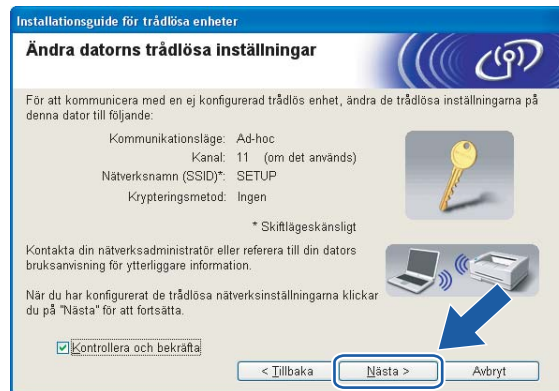 Installationsguide för trådlösa enheter
Ändra datorns trådlösa inställningar
För att kommunicera med en ej konfigurerad trådlös enhet, ändra de trådlösa inställningarna på
denna dator till följande:
Kommunikationsläge: Ad-hoc
Kanal: 11 (om det används)
Nätverksnamn (SSID)*: SETUP
Krypteringsmetod: Ingen
* Skiftlägeskänsligt
Kontakta din nätverksadministratör eller referera till din dators
bruksanvisning för ytterliggare information.
När du har konfigurerat de trådlösa nätverksinställningarna klickar
du på "Nästa" för att fortsätta.
Kontrollera och bekräfta
< Tillbaka Nästa > Avbryt